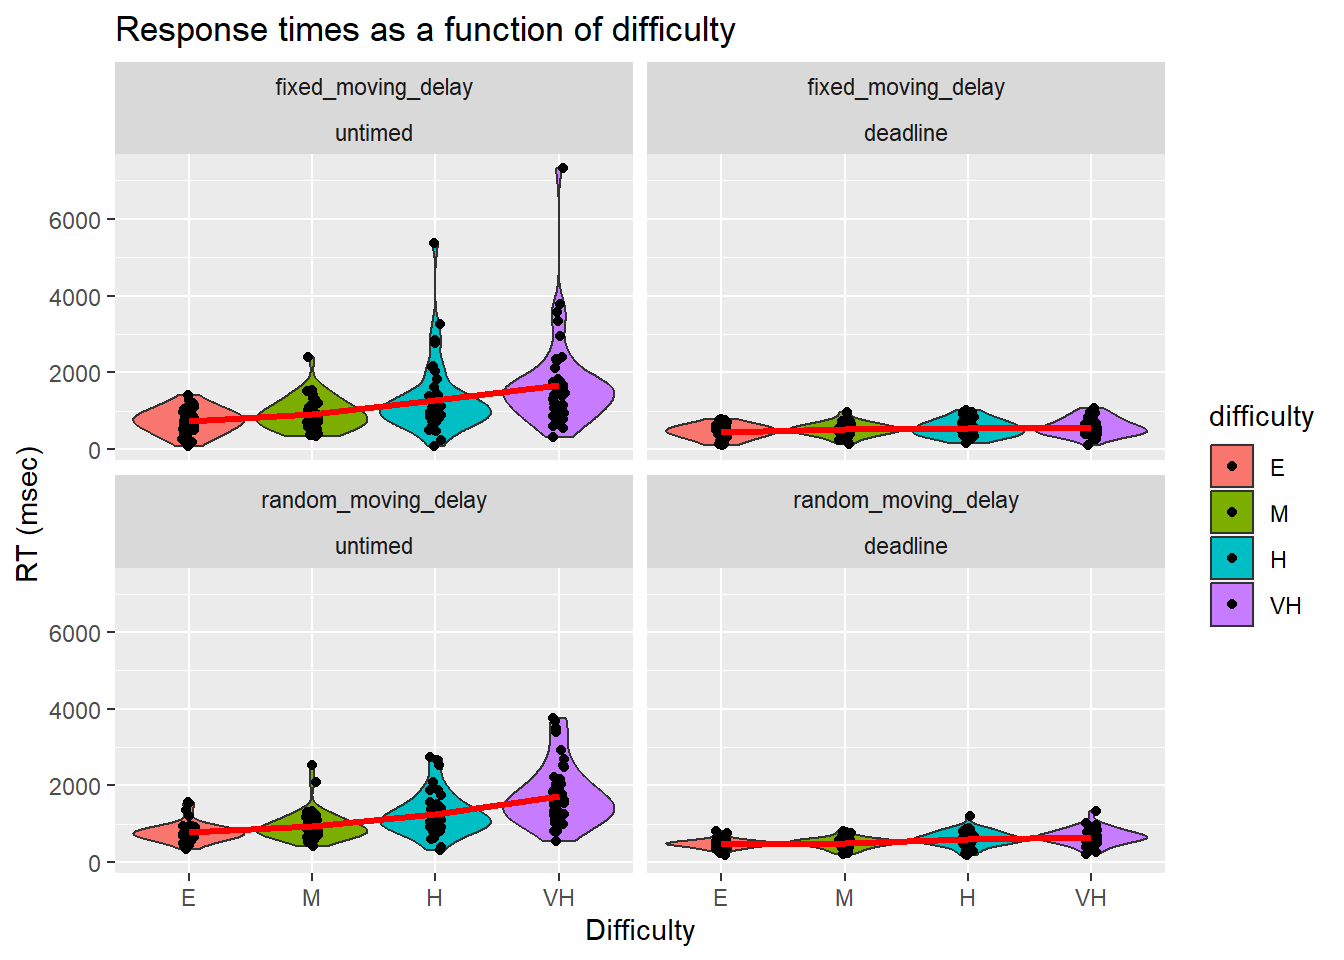 Response times as a function of difficulty
fixed_moving_delay
untimed
fixed_moving_delay
deadline
6000
4000
2000
0
random_moving_delay
untimed
random_moving_delay
deadline
6000
4000
2000
0
RT (msec)
E M H VH
E M H VH
Difficulty
difficulty
E
M
H
VH